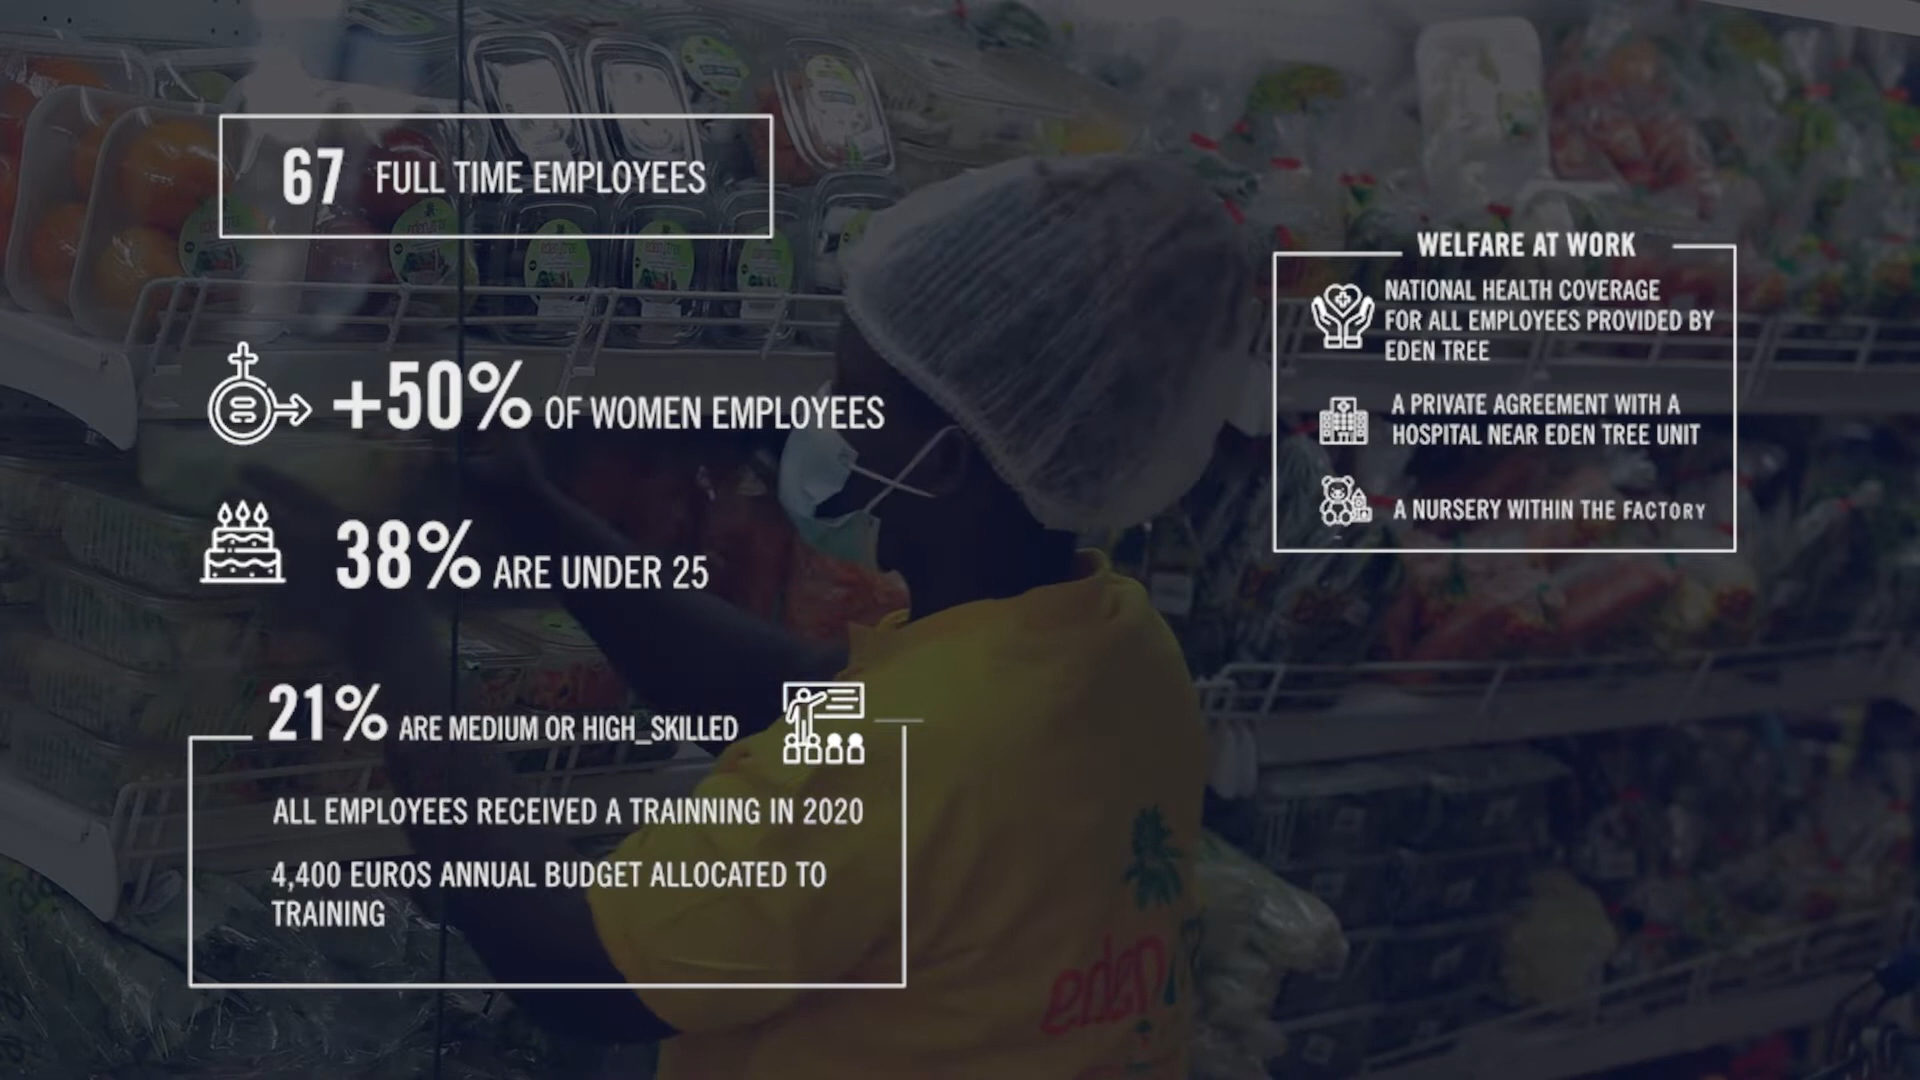 67 FULL TIME EMPLOYEES
+50% OF WOMEN EMPLOYEES
38% ARE UNDER 25
21% ARE MEDIUM OR HIGH_SKILLED
ALL EMPLOYEES RECEIVED A TRAINNING IN 2020
4,400 EUROS ANNUAL BUDGET ALLOCATED TO
TRAINING
WELFARE AT WORK
NATIONAL HEALTH COVERAGE
FOR ALL EMPLOYEES PROVIDED BY
EDEN TREE
A PRIVATE AGREEMENT WITH A
HOSPITAL NEAR EDEN TREE UNIT
A NURSERY WITHIN THE FACTORY
eden